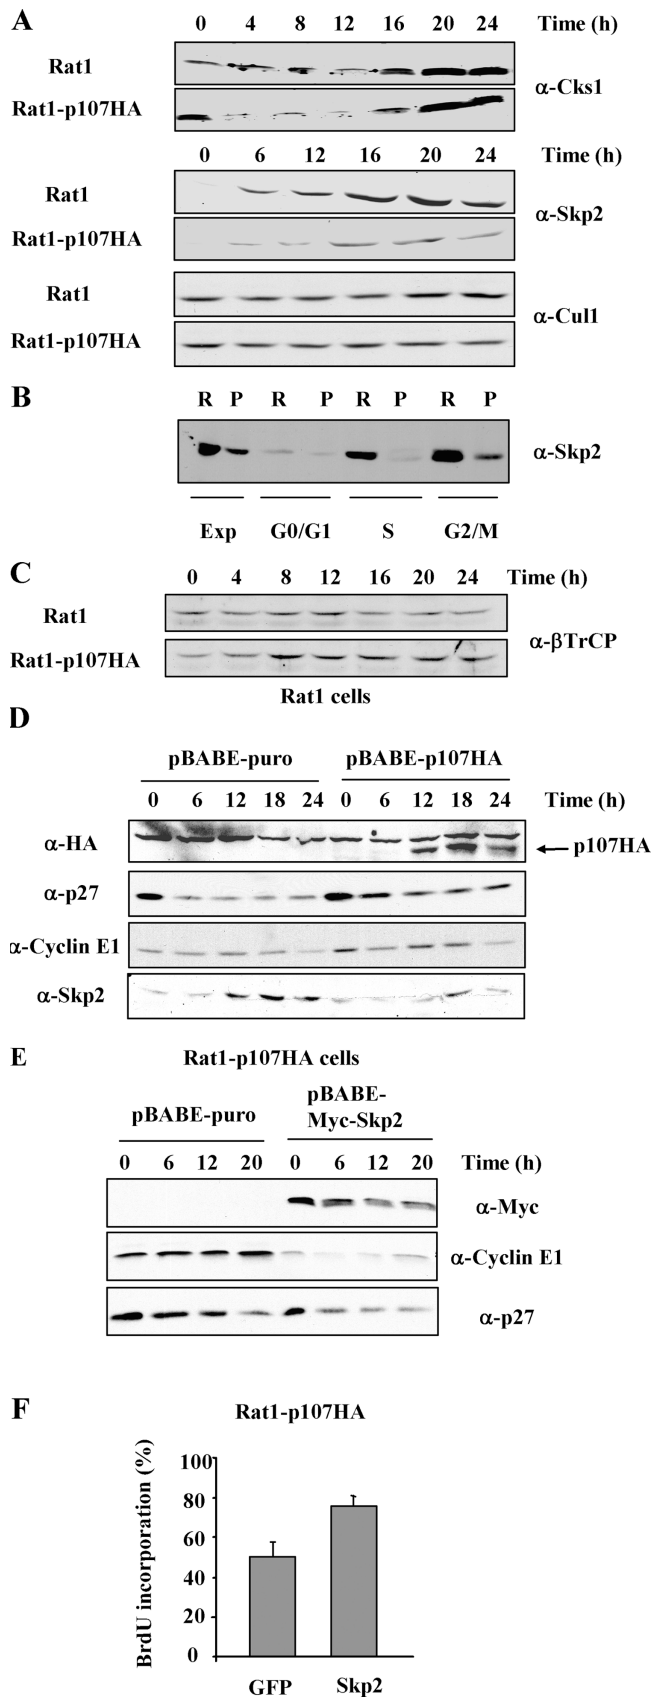 A
0 4 8 12 16 20 24 Time (h)
Rat1
α-Cks1
Rat1-p107HA
0 6 12 16 20 24 Time (h)
Rat1
α-Skp2
Rat1-p107HA
Rat1
α-Cul1
Rat1-p107HA
B
R P R P R P R P
α-Skp2
Exp G0/G1 S G2/M
C
0 4 8 12 16 20 24 Time (h)
Rat1
α-βTrCP
Rat1-p107HA
Rat1 cells
D
pBABE-puro pBABE-p107HA
0 6 12 18 24 0 6 12 18 24 Time (h)
α-HA
p107HA
α-p27
α-Cyclin E1
α-Skp2
E
Rat1-p107HA cells
pBABE-puro
pBABE-
Myc-Skp2
0 6 12 20 0 6 12 20 Time (h)
α-Myc
α-Cyclin E1
α-p27
F
Rat1-p107HA
BrdU incorporation (%)
100
80
60
40
20
0
GFP Skp2